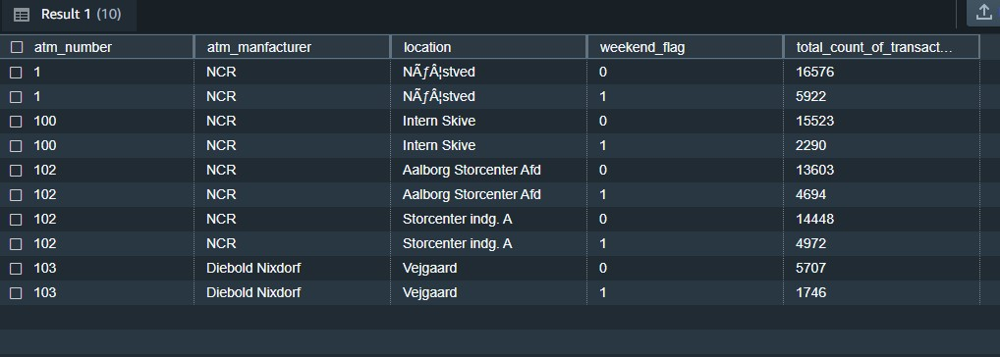 Result 1 (10)
atm_number atm_manfacturer location weekend_flag total_count_of_transact...
1 NCR NÃƒÂ¦stved 0 16576
1 NCR NÃƒÂ¦stved 1 5922
100 NCR Intern Skive 0 15523
100 NCR Intern Skive 1 2290
102 NCR Aalborg Storcenter Afd 0 13603
102 NCR Aalborg Storcenter Afd 1 4694
102 NCR Storcenter indg. A 0 14448
102 NCR Storcenter indg. A 1 4972
103 Diebold Nixdorf Vejgaard 0 5707
103 Diebold Nixdorf Vejgaard 1 1746